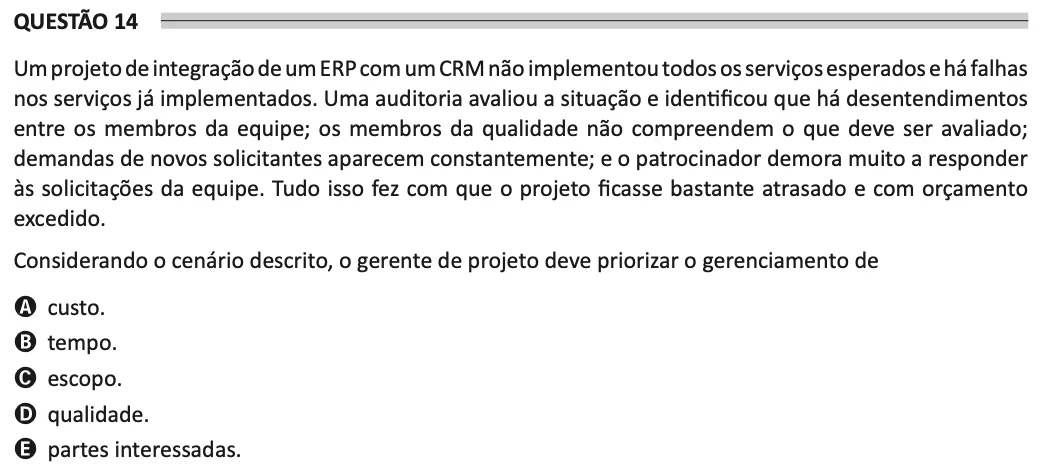 QUESTÃO 14
Um projeto de integração de um ERP com um CRM não implementou todos os serviços esperados e há falhas
nos serviços já implementados. Uma auditoria avaliou a situação e identificou que há desentendimentos
entre os membros da equipe; os membros da qualidade não compreendem o que deve ser avaliado;
demandas de novos solicitantes aparecem constantemente; e o patrocinador demora muito a responder
às solicitações da equipe. Tudo isso fez com que o projeto ficasse bastante atrasado e com orçamento
excedido.
Considerando o cenário descrito, o gerente de projeto deve priorizar o gerenciamento de
A custo.
B tempo.
C escopo.
D qualidade.
E partes interessadas.